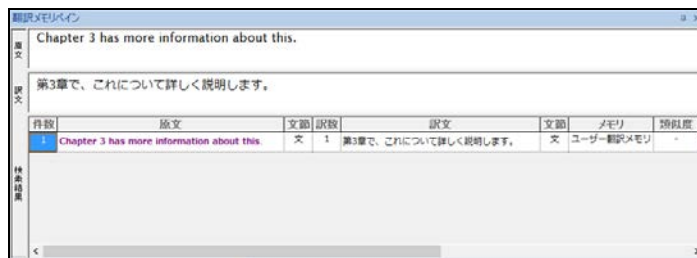 翻訳メモリペイン
原文
Chapter 3 has more information about this.
訳文
第3章で、これについて詳しく説明します。
検索結果
件数 原文 文節 訳数 訳文 文節 メモリ 類似度
1 Chapter 3 has more information about this. 文 1 第3章で、これについて詳しく説明します。 文 ユーザー翻訳メモリ -